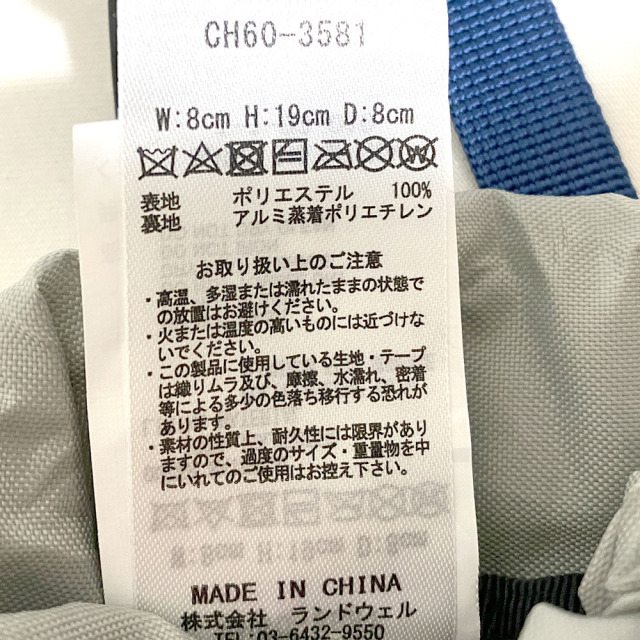 CH60-3581
W:8cm H:19cm D:8cm
表地 ポリエステル 100%
裏地 アルミ蒸着ポリエチレン
お取り扱い上のご注意
・高温、多湿または濡れたままの状態で
の放置はお避けください。
・火または温度の高いものには近づけな
いでください。
・この製品に使用している生地・テープ
は織りムラ及び、摩擦、水濡れ、密着
等による多少の色落ち移行する恐れが
あります。
・素材の性質上、耐久性には限界があり
ますので、過度のサイズ・重量物を中
にいれてのご使用はお控え下さい。
MADE IN CHINA
株式会社 ランドウェル
TEL:03-6432-9550